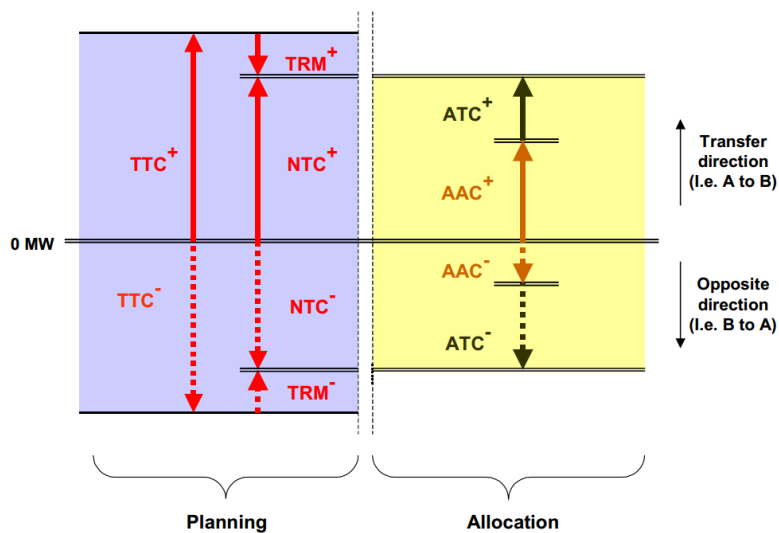 TRM+
ATC+
TTC+
NTC+
Transfer
direction
(I.e. A to B)
AAC+
0 MW
AAC-
TTC-
NTC-
Opposite
direction
(I.e. B to A)
ATC-
TRM-
Planning
Allocation